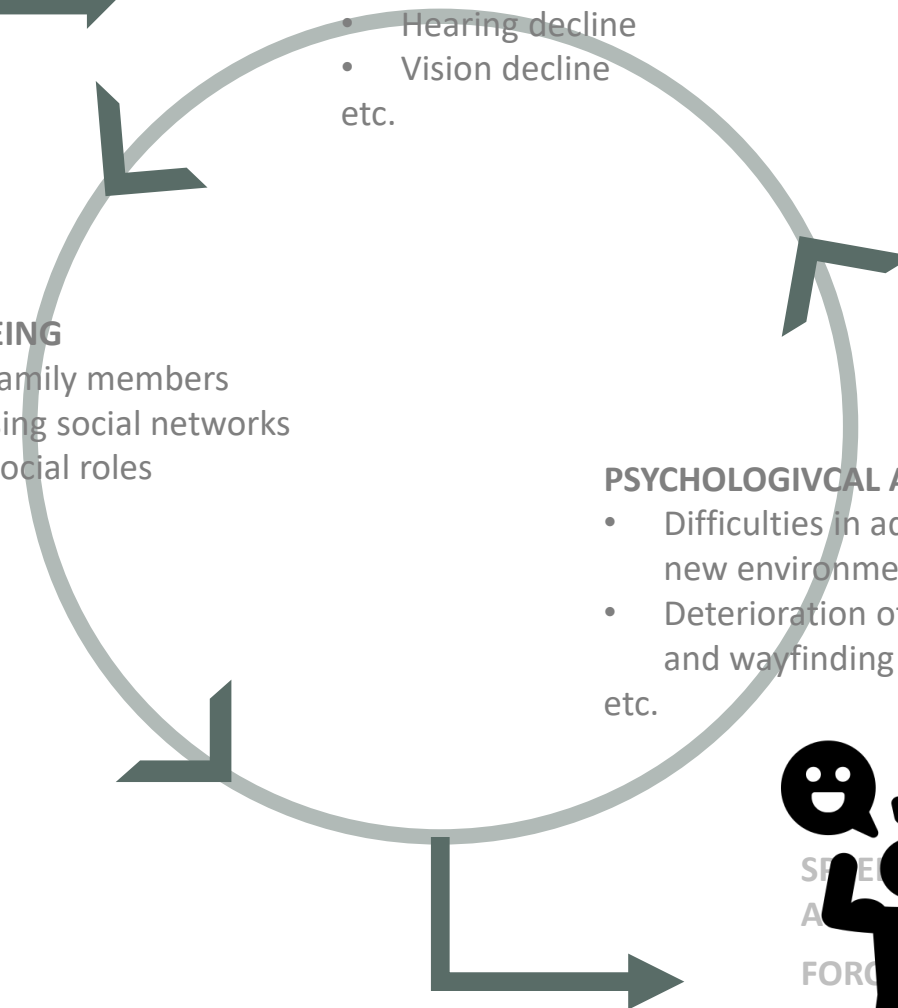 • Hearing decline
• Vision decline
etc.
EING
amily members
ing social networks
ocial roles
PSYCHOLOGIVCAL A
• Difficulties in ad
new environme
• Deterioration of
and wayfinding
etc.
A
FORC